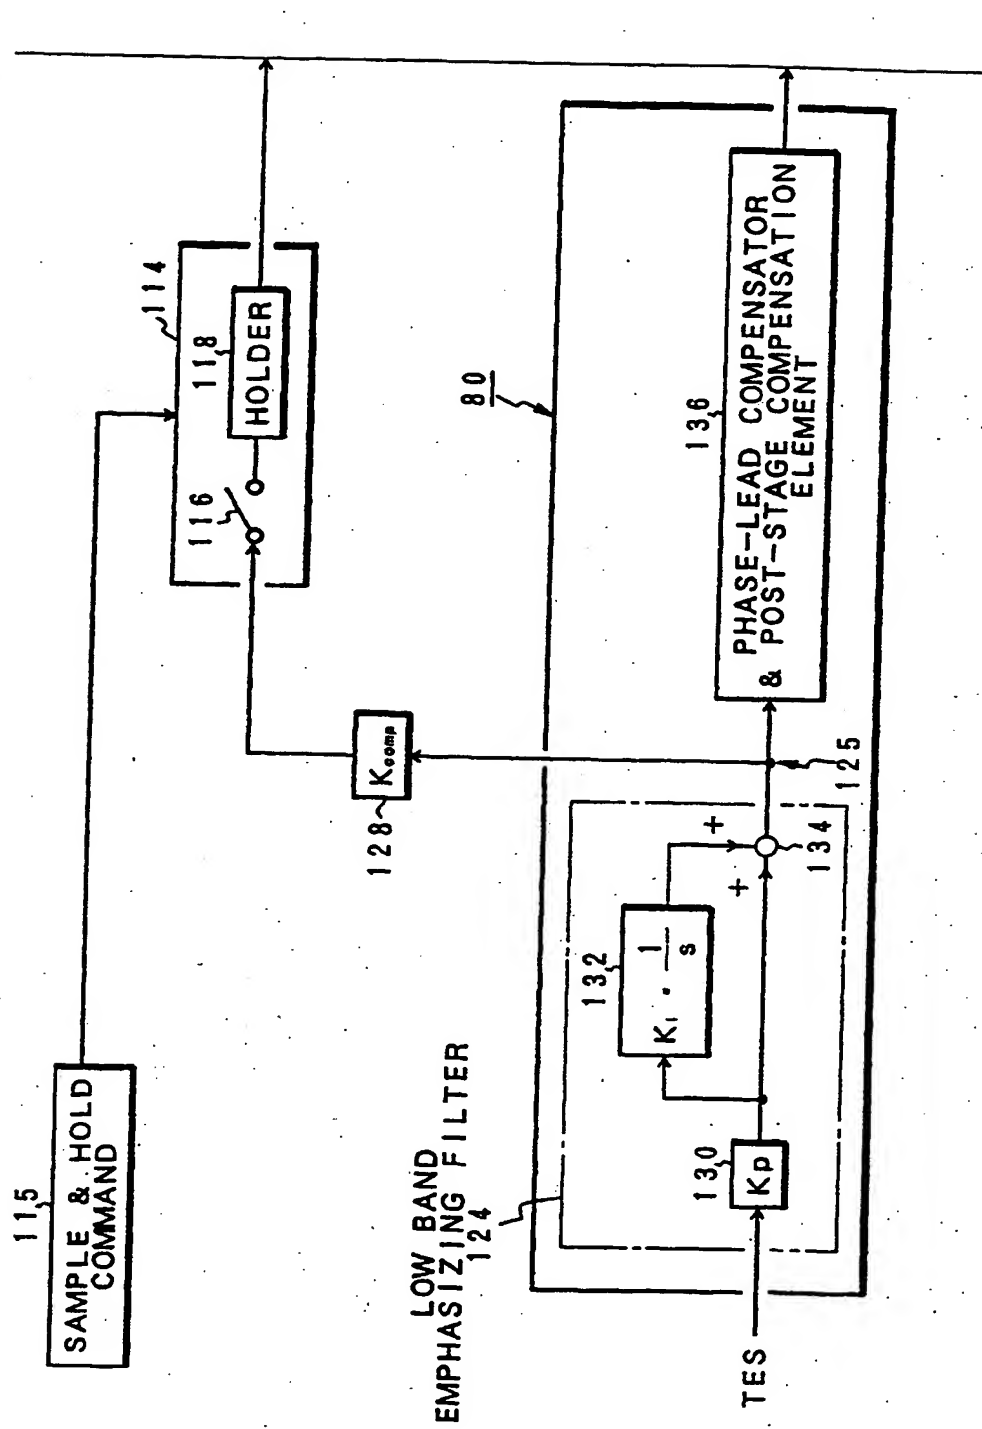 115
SAMPLE & HOLD
COMMAND
114
116
118
HOLDER
128
Kcomp
80
LOW BAND
EMPHASIZING FILTER
124
132
Ki · 1/s
+
+
130
Kp
TES
134
125
136
PHASE-LEAD COMPENSATOR
& POST-STAGE COMPENSATION
ELEMENT